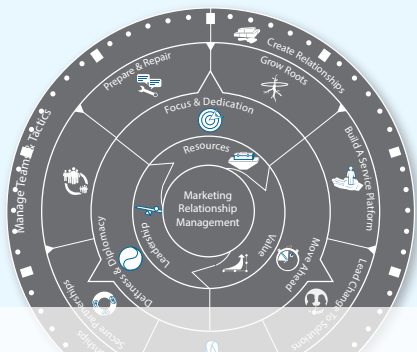 Create Relationships
Prepare & Repair
Grow Roots
Focus & Dedication
Resources
Manage Team & Tactics
Build A Service Platform
Marketing
Relationship
Management
Leadership
Value
Deftness & Diplomacy
Move Ahead
Secure Partnerships
Lead Change To Solutions